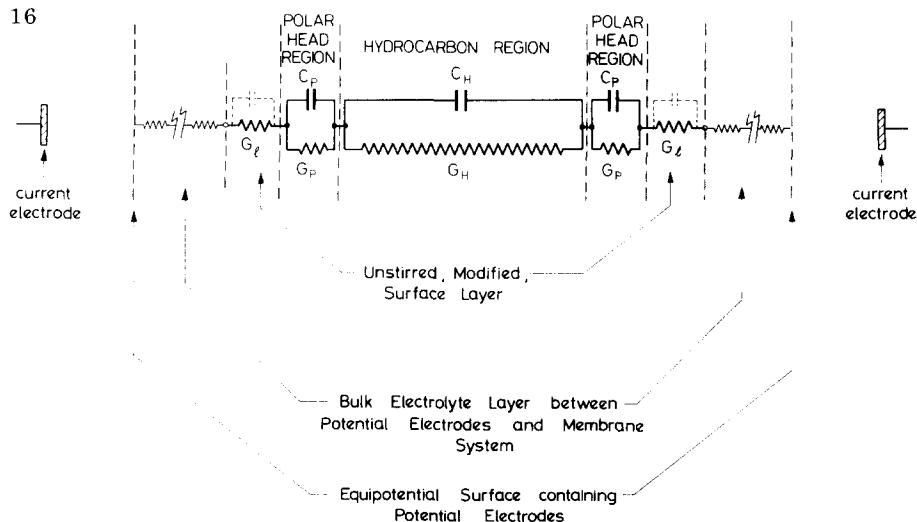 16
POLAR
HEAD
REGION
HYDROCARBON REGION
POLAR
HEAD
REGION
C_P
C_H
C_P
G_ℓ
G_P
G_H
G_P
G_ℓ
current
electrode
current
electrode
Unstirred, Modified,
Surface Layer
Bulk Electrolyte Layer between
Potential Electrodes and Membrane
System
Equipotential Surface containing
Potential Electrodes